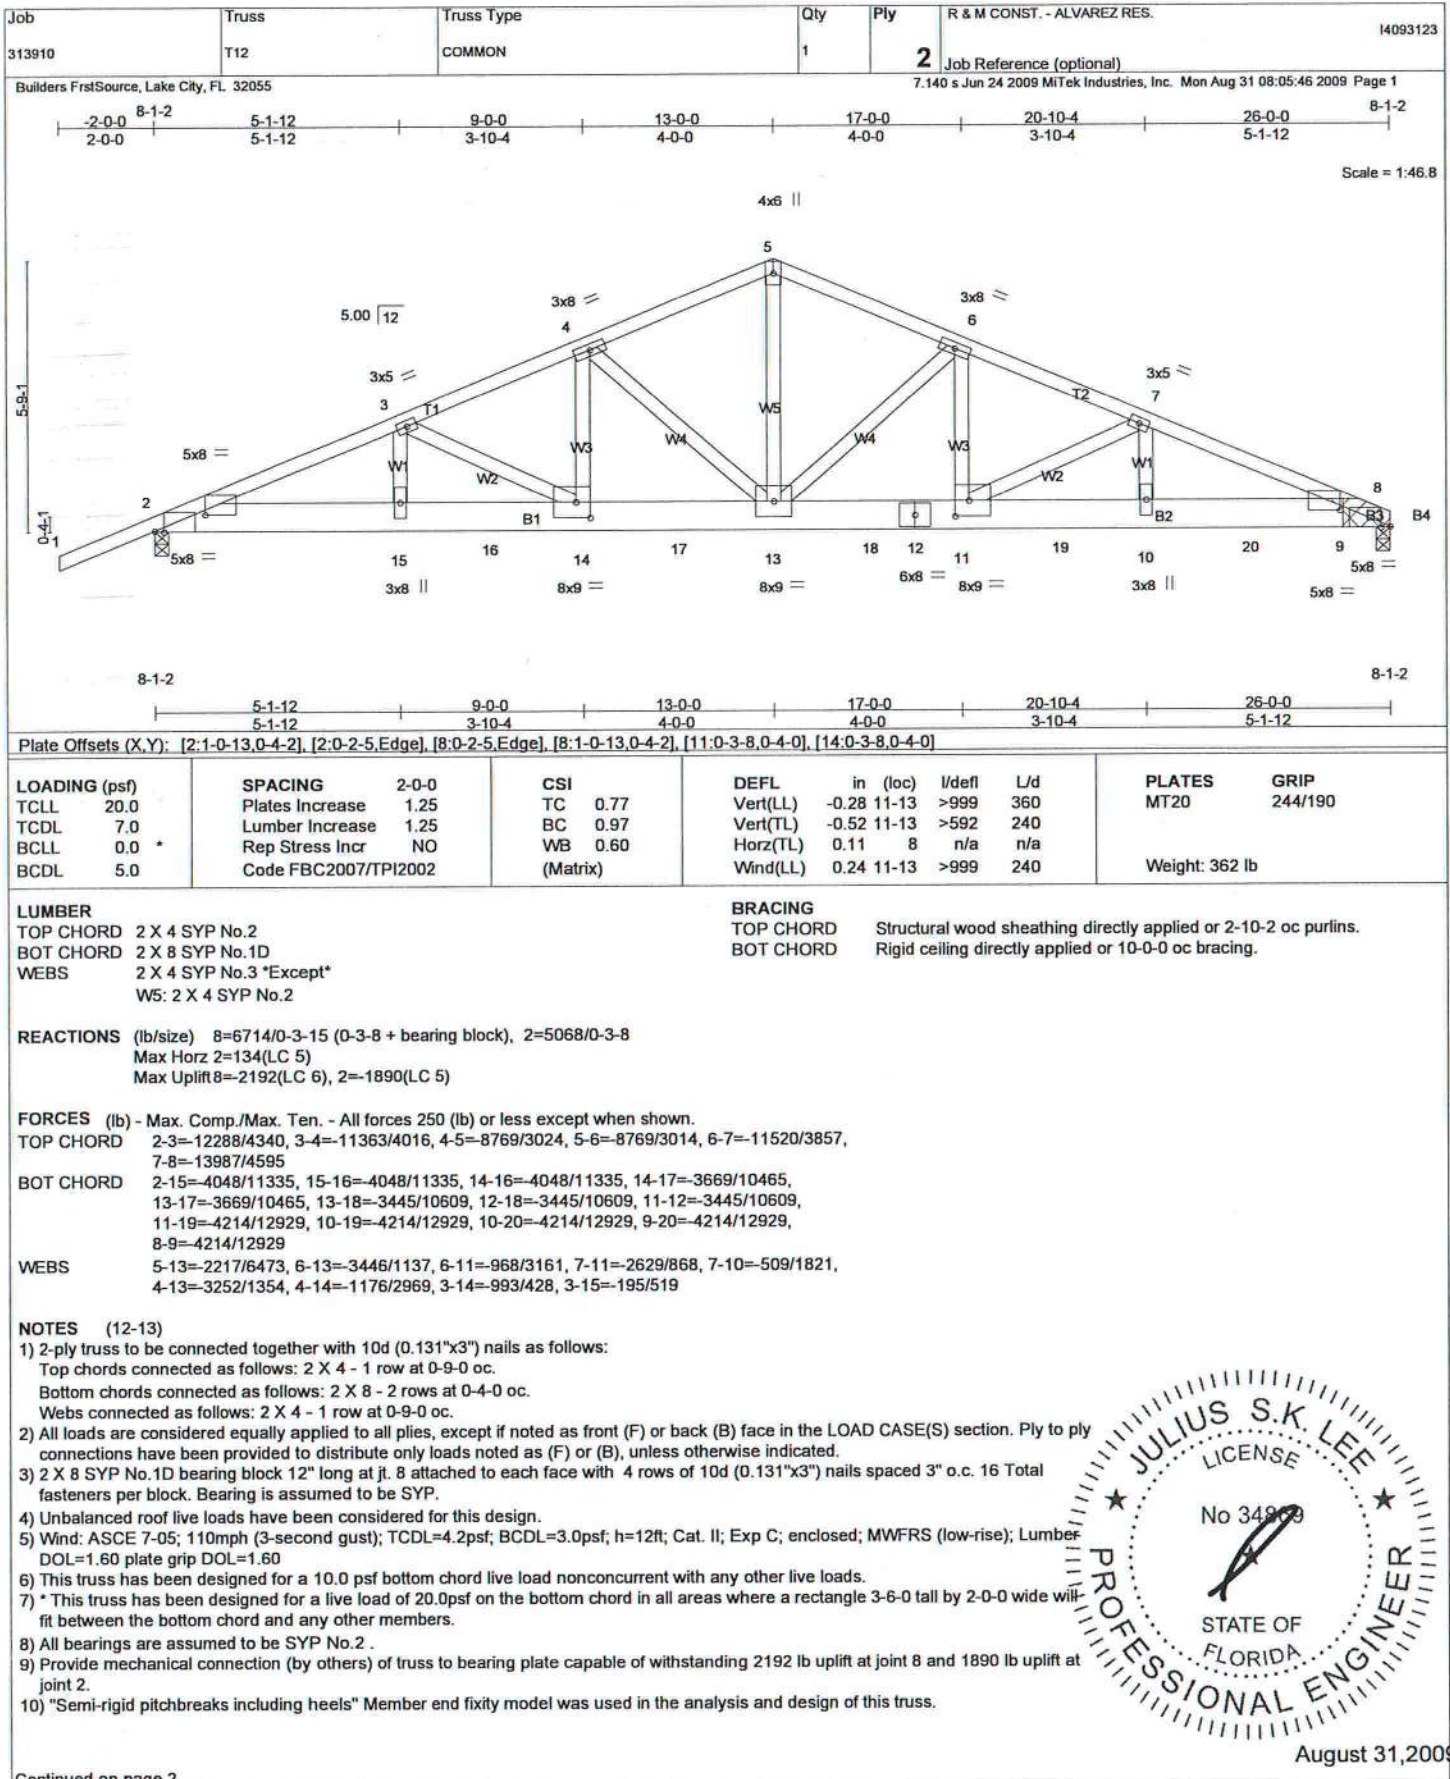 Job Truss Truss Type Qty Ply R & M CONST. - ALVAREZ RES.
I4093123
313910 T12 COMMON 1 2 Job Reference (optional)
Builders FrstSource, Lake City, FL 32055 7.140 s Jun 24 2009 MiTek Industries, Inc. Mon Aug 31 08:05:46 2009 Page 1
-2-0-0 8-1-2 5-1-12 9-0-0 13-0-0 17-0-0 20-10-4 26-0-0 8-1-2
2-0-0 5-1-12 3-10-4 4-0-0 4-0-0 3-10-4 5-1-12
Scale = 1:46.8
4x6 ||
5
3x8 = 3x8 =
5.00 12 4 6
3x5 = 3x5 =
3 T1 T2 7
5-9-1
W5
5x8 = W3 W4 W4 W3
W1 W2 W2 W1
2 8
0-4-1 B1 B2 B3 B4
1
5x8 = 15 16 14 17 13 18 12 11 19 10 20 9
3x8 || 8x9 = 8x9 = 6x8 = 8x9 = 3x8 || 5x8 = 5x8 =
8-1-2 8-1-2
5-1-12 9-0-0 13-0-0 17-0-0 20-10-4 26-0-0
5-1-12 3-10-4 4-0-0 4-0-0 3-10-4 5-1-12
Plate Offsets (X,Y): [2:1-0-13,0-4-2], [2:0-2-5,Edge], [8:0-2-5,Edge], [8:1-0-13,0-4-2], [11:0-3-8,0-4-0], [14:0-3-8,0-4-0]
LOADING (psf) SPACING 2-0-0 CSI DEFL in (loc) l/defl L/d PLATES GRIP
TCLL 20.0 Plates Increase 1.25 TC 0.77 Vert(LL) -0.28 11-13 >999 360 MT20 244/190
TCDL 7.0 Lumber Increase 1.25 BC 0.97 Vert(TL) -0.52 11-13 >592 240
BCLL 0.0 * Rep Stress Incr NO WB 0.60 Horz(TL) 0.11 8 n/a n/a
BCDL 5.0 Code FBC2007/TPI2002 (Matrix) Wind(LL) 0.24 11-13 >999 240 Weight: 362 lb
LUMBER BRACING
TOP CHORD 2 X 4 SYP No.2 TOP CHORD Structural wood sheathing directly applied or 2-10-2 oc purlins.
BOT CHORD 2 X 8 SYP No.1D BOT CHORD Rigid ceiling directly applied or 10-0-0 oc bracing.
WEBS 2 X 4 SYP No.3 *Except*
W5: 2 X 4 SYP No.2
REACTIONS (lb/size) 8=6714/0-3-15 (0-3-8 + bearing block), 2=5068/0-3-8
Max Horz 2=134(LC 5)
Max Uplift8=-2192(LC 6), 2=-1890(LC 5)
FORCES (lb) - Max. Comp./Max. Ten. - All forces 250 (lb) or less except when shown.
TOP CHORD 2-3=-12288/4340, 3-4=-11363/4016, 4-5=-8769/3024, 5-6=-8769/3014, 6-7=-11520/3857,
7-8=-13987/4595
BOT CHORD 2-15=-4048/11335, 15-16=-4048/11335, 14-16=-4048/11335, 14-17=-3669/10465,
13-17=-3669/10465, 13-18=-3445/10609, 12-18=-3445/10609, 11-12=-3445/10609,
11-19=-4214/12929, 10-19=-4214/12929, 10-20=-4214/12929, 9-20=-4214/12929,
8-9=-4214/12929
WEBS 5-13=-2217/6473, 6-13=-3446/1137, 6-11=-968/3161, 7-11=-2629/868, 7-10=-509/1821,
4-13=-3252/1354, 4-14=-1176/2969, 3-14=-993/428, 3-15=-195/519
NOTES (12-13)
1) 2-ply truss to be connected together with 10d (0.131"x3") nails as follows:
Top chords connected as follows: 2 X 4 - 1 row at 0-9-0 oc.
Bottom chords connected as follows: 2 X 8 - 2 rows at 0-4-0 oc.
Webs connected as follows: 2 X 4 - 1 row at 0-9-0 oc.
2) All loads are considered equally applied to all plies, except if noted as front (F) or back (B) face in the LOAD CASE(S) section. Ply to ply
connections have been provided to distribute only loads noted as (F) or (B), unless otherwise indicated.
3) 2 X 8 SYP No.1D bearing block 12" long at jt. 8 attached to each face with 4 rows of 10d (0.131"x3") nails spaced 3" o.c. 16 Total
fasteners per block. Bearing is assumed to be SYP.
4) Unbalanced roof live loads have been considered for this design.
5) Wind: ASCE 7-05; 110mph (3-second gust); TCDL=4.2psf; BCDL=3.0psf; h=12ft; Cat. II; Exp C; enclosed; MWFRS (low-rise); Lumber
DOL=1.60 plate grip DOL=1.60
6) This truss has been designed for a 10.0 psf bottom chord live load nonconcurrent with any other live loads.
7) * This truss has been designed for a live load of 20.0psf on the bottom chord in all areas where a rectangle 3-6-0 tall by 2-0-0 wide will
fit between the bottom chord and any other members.
8) All bearings are assumed to be SYP No.2 .
9) Provide mechanical connection (by others) of truss to bearing plate capable of withstanding 2192 lb uplift at joint 8 and 1890 lb uplift at
joint 2.
10) "Semi-rigid pitchbreaks including heels" Member end fixity model was used in the analysis and design of this truss.
JULIUS S.K. LEE
LICENSE
No 34869
STATE OF
FLORIDA
PROFESSIONAL ENGINEER
August 31,2009
Continued on page 2